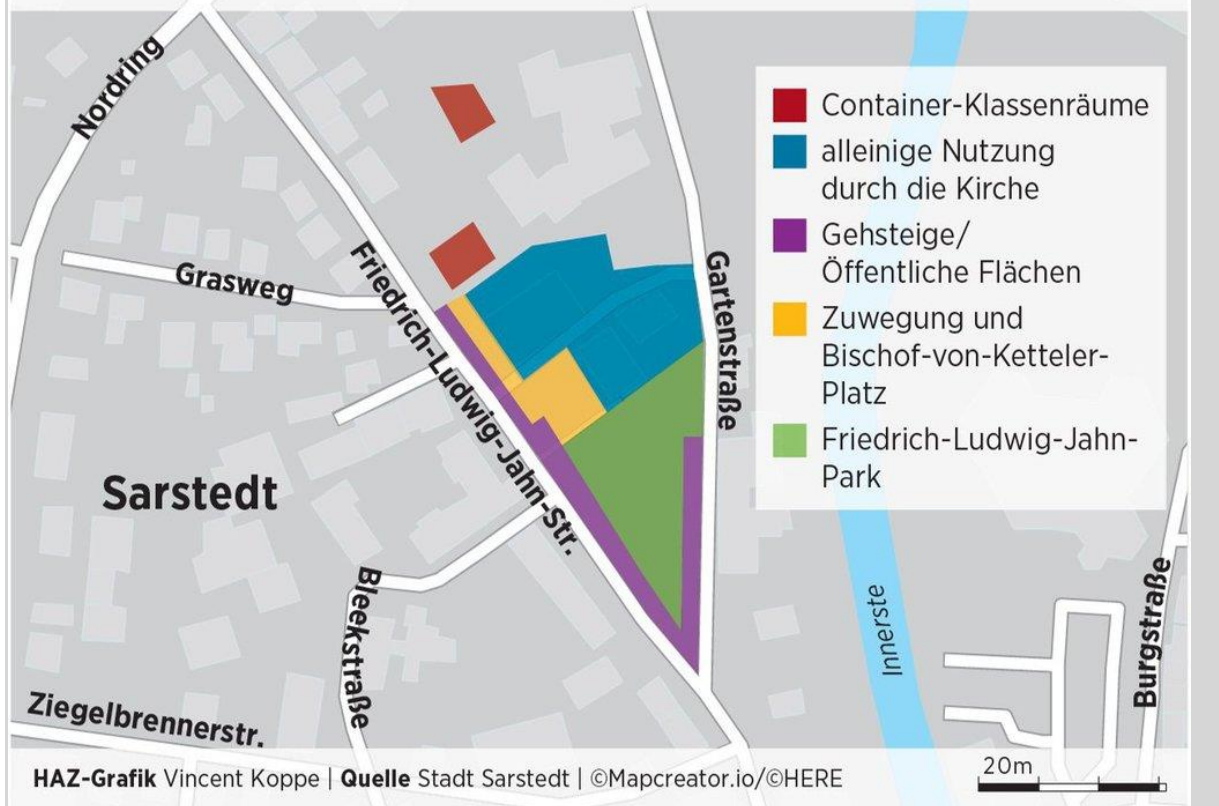 Nordring
Grasweg
Friedrich-Ludwig-Jahn-Str.
Gartenstraße
Container-Klassenräume
alleinige Nutzung
durch die Kirche
Gehsteige/
Öffentliche Flächen
Zuwegung und
Bischof-von-Ketteler-
Platz
Friedrich-Ludwig-Jahn-
Park
Sarstedt
Bleekstraße
Innerste
Burgstraße
Ziegelbrennerstr.
HAZ-Grafik Vincent Koppe | Quelle Stadt Sarstedt | ©Mapcreator.io/©HERE
20m